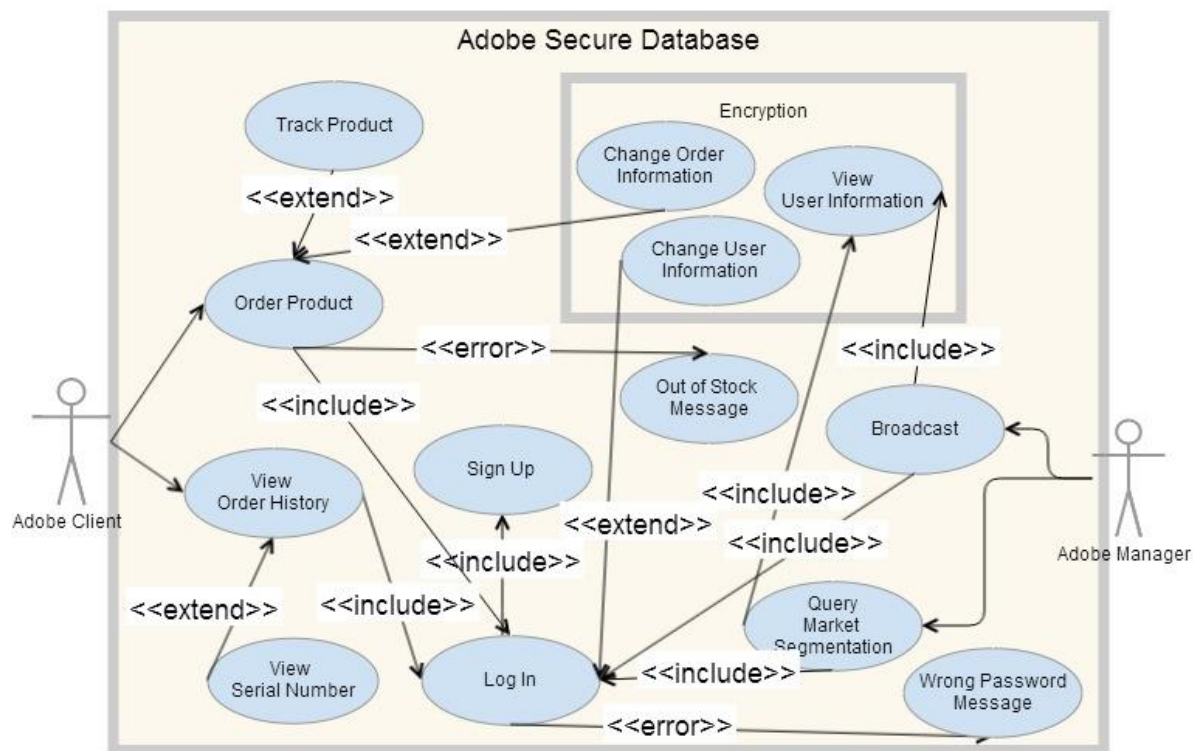 Adobe Secure Database
Encryption
Track Product
Change Order
Information
View
User Information
<<extend>>
<<extend>>
Change User
Information
Order Product
<<error>>
<<include>>
<<include>>
Out of Stock
Message
Broadcast
Sign Up
View
Order History
Adobe Client
<<include>>
<<extend>>
<<include>>
Adobe Manager
<<include>>
<<extend>>
<<include>>
Query
Market
Segmentation
View
Serial Number
Log In
<<include>>
Wrong Password
Message
<<error>>